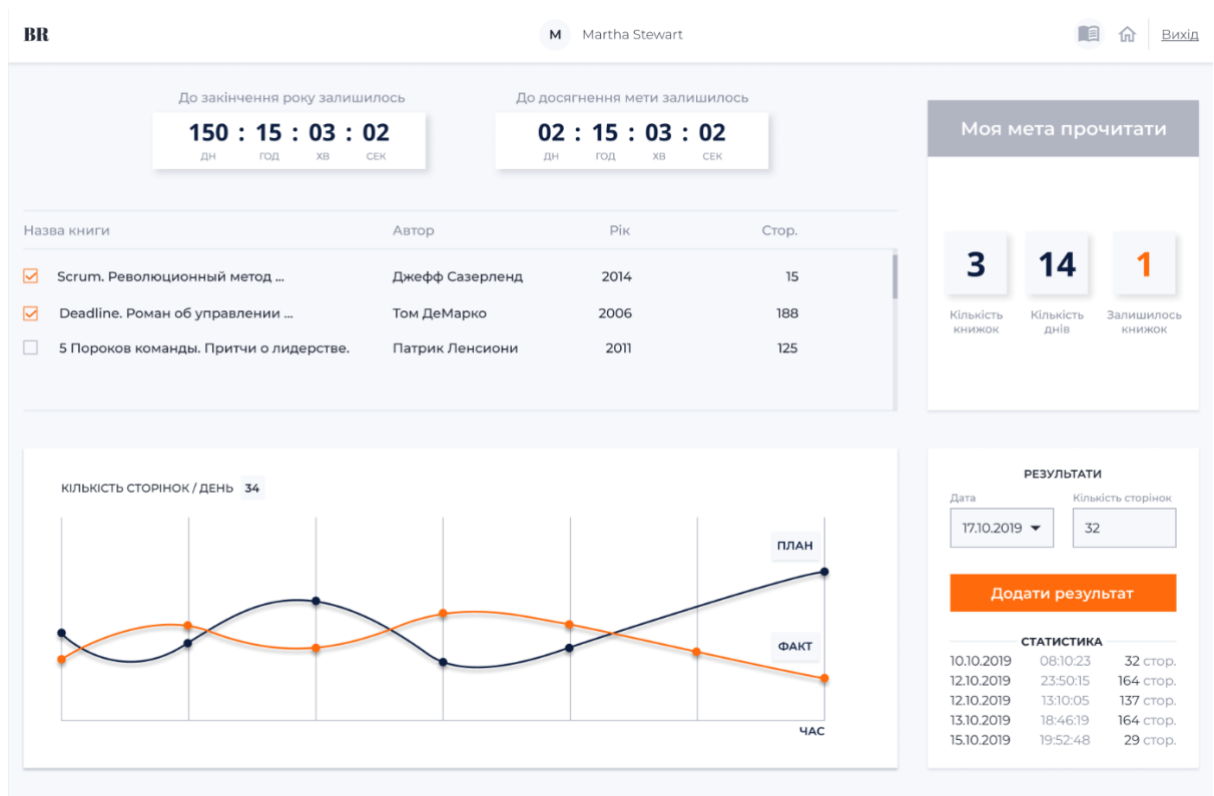 BR
M Martha Stewart
Вихід
До закінчення року залишилось
150 : 15 : 03 : 02
дн год хв сек
До досягнення мети залишилось
02 : 15 : 03 : 02
дн год хв сек
Моя мета прочитати
3 14 1
Кількість книжок
Кількість днів
Залишилось книжок
Назва книги Автор Рік Стор.
Scrum. Революционный метод ... Джефф Сазерленд 2014 15
Deadline. Роман об управлении ... Том ДеМарко 2006 188
5 Пороков команды. Притчи о лидерстве. Патрик Ленсиони 2011 125
КІЛЬКІСТЬ СТОРІНОК / ДЕНЬ 34
ПЛАН
ФАКТ
ЧАС
РЕЗУЛЬТАТИ
Дата Кількість сторінок
17.10.2019 32
Додати результат
СТАТИСТИКА
10.10.2019 08:10:23 32 стор.
12.10.2019 23:50:15 164 стор.
12.10.2019 13:10:05 137 стор.
13.10.2019 18:46:19 164 стор.
15.10.2019 19:52:48 29 стор.